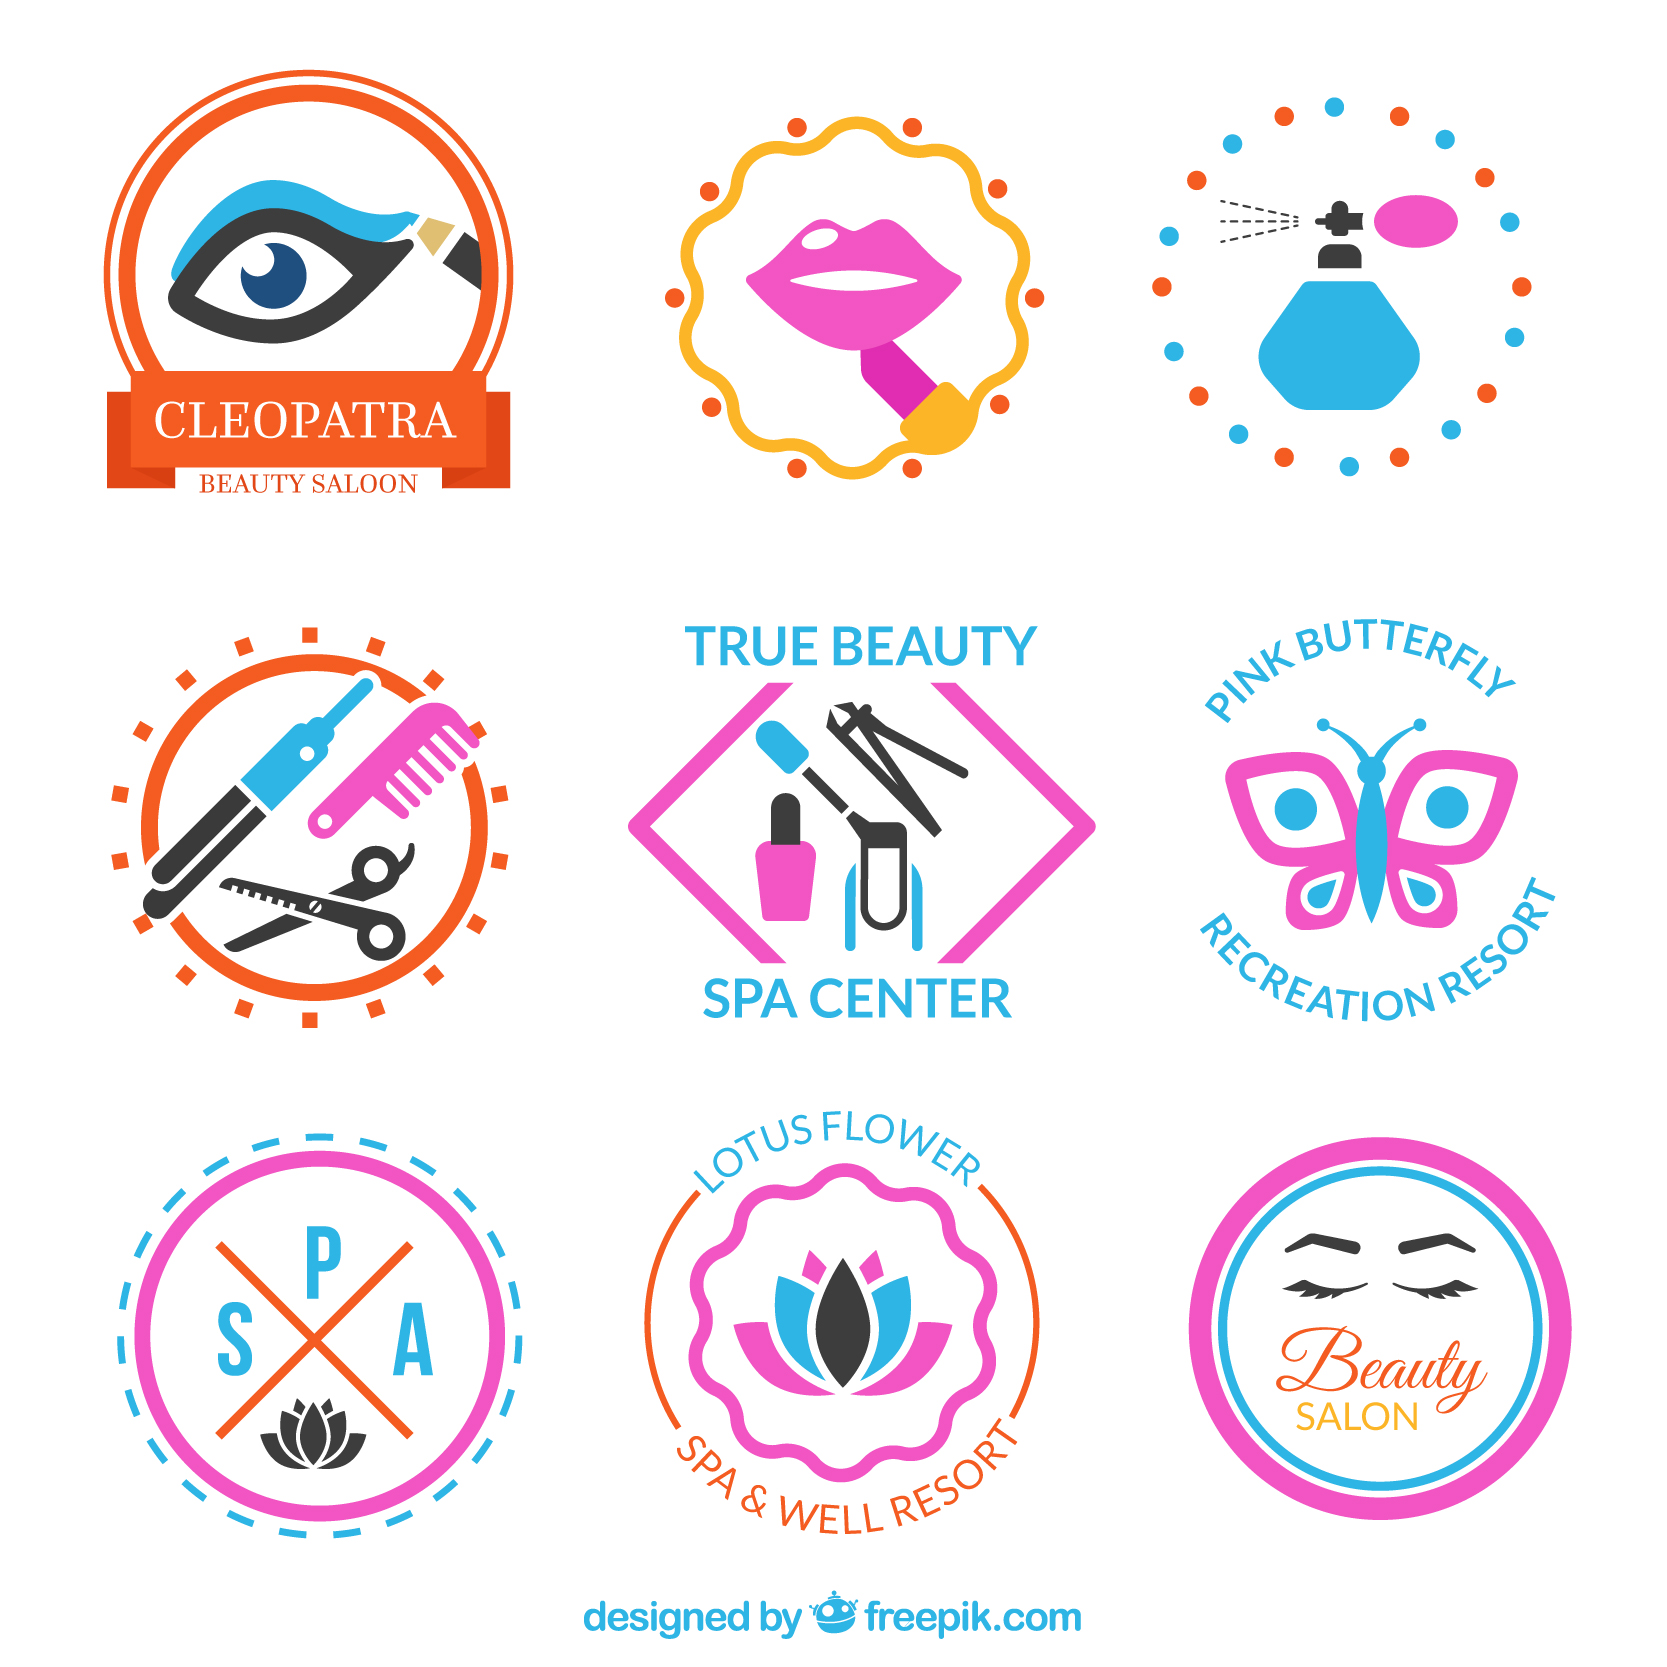 CLEOPATRA
BEAUTY SALOON
TRUE BEAUTY
SPA CENTER
PINK BUTTERFLY
RECREATION RESORT
SPA
LOTUS FLOWER
SPA & WELL RESORT
Beauty
SALON
designed by freepik.com